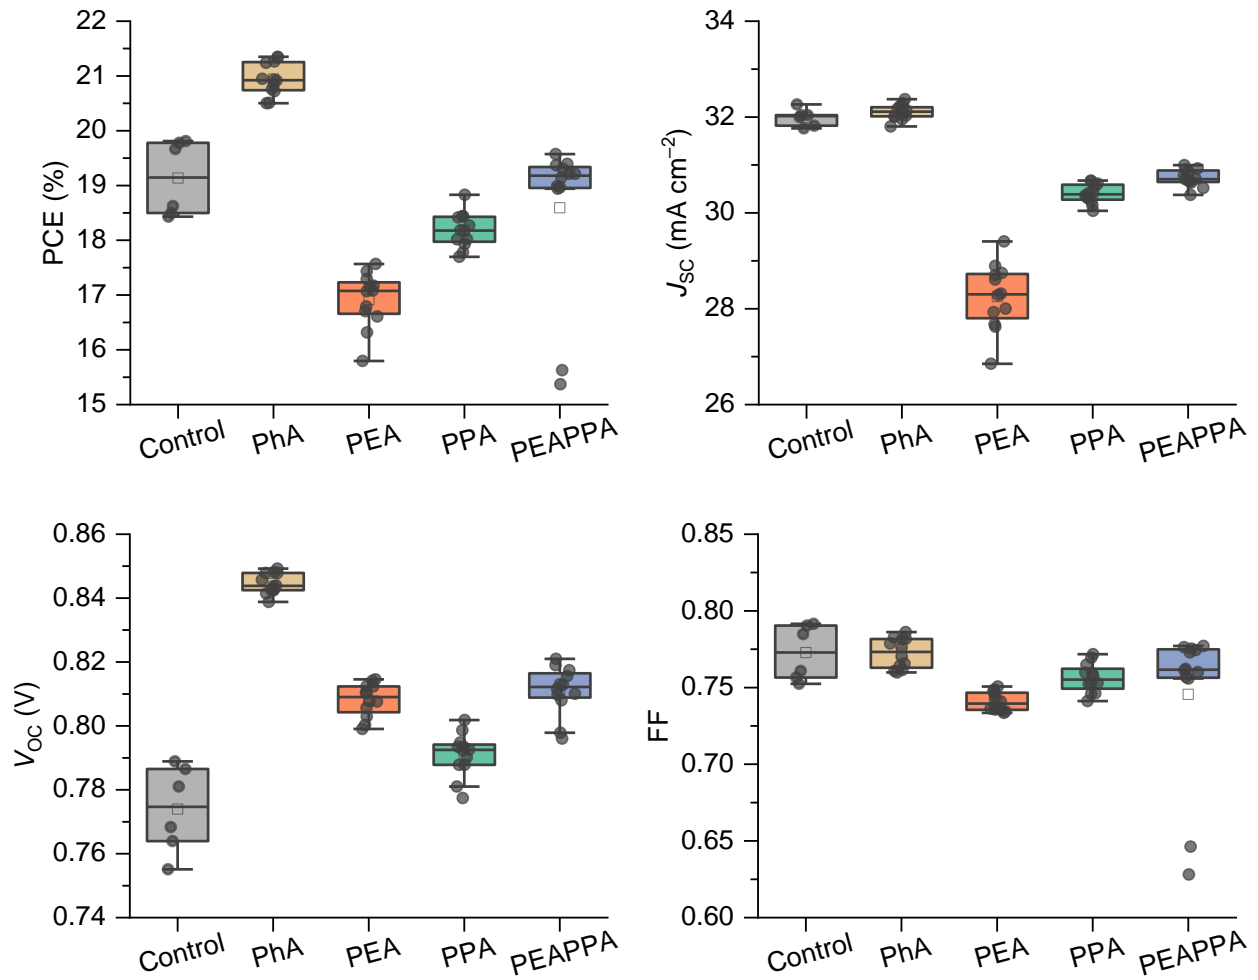 22
21
20
19
18
17
16
15
PCE (%)
Control
PhA
PEA
PPA
PEAPPA
34
32
30
28
26
J_SC (mA cm⁻²)
Control
PhA
PEA
PPA
PEAPPA
0.86
0.84
0.82
0.80
0.78
0.76
0.74
V_OC (V)
Control
PhA
PEA
PPA
PEAPPA
0.85
0.80
0.75
0.70
0.65
0.60
FF
Control
PhA
PEA
PPA
PEAPPA